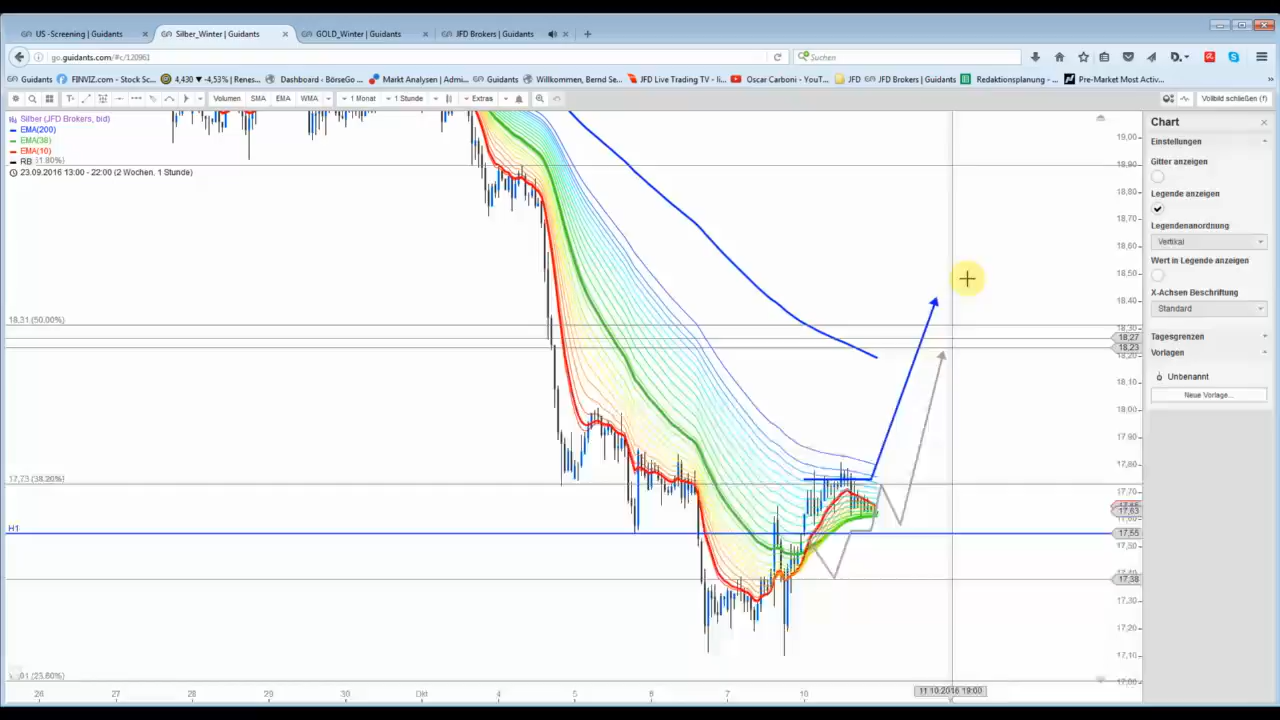 US -Screening | Guidants
Silber_Winter | Guidants
GOLD_Winter | Guidants
JFD Brokers | Guidants
go.guidants.com/#c/120961
Suchen
Guidants
FINVIZ.com - Stock Sc...
4,430 ▼ -4,53% | Renes...
Dashboard - BörseGo ...
Markt Analysen | Admi...
Guidants
Willkommen, Bernd Se...
JFD Live Trading TV - li...
Oscar Carboni - YouT...
JFD
JFD Brokers | Guidants
Redaktionsplanung - ...
Pre-Market Most Activ...
Volumen
SMA
EMA
WMA
1 Monat
1 Stunde
Extras
Vollbild schließen (f)
Silber (JFD Brokers, bid)
EMA(200)
EMA(38)
EMA(10)
RB
23.09.2016 13:00 - 22:00 (2 Wochen, 1 Stunde)
18,31 (50.00%)
17,73 (38.20%)
H1
19,00
18,90
18,80
18,70
18,60
18,50
18,40
18,30
18,27
18,23
18,20
18,10
18,00
17,90
17,80
17,70
17,63
17,55
17,50
17,38
17,30
17,20
17,10
17,00
26
27
28
29
30
Okt
4
5
6
7
10
11.10.2016 19:00
Chart
Einstellungen
Gitter anzeigen
Legende anzeigen
Legendenanordnung
Vertikal
Wert in Legende anzeigen
X-Achsen Beschriftung
Standard
Tagesgrenzen
Vorlagen
Unbenannt
Neue Vorlage...